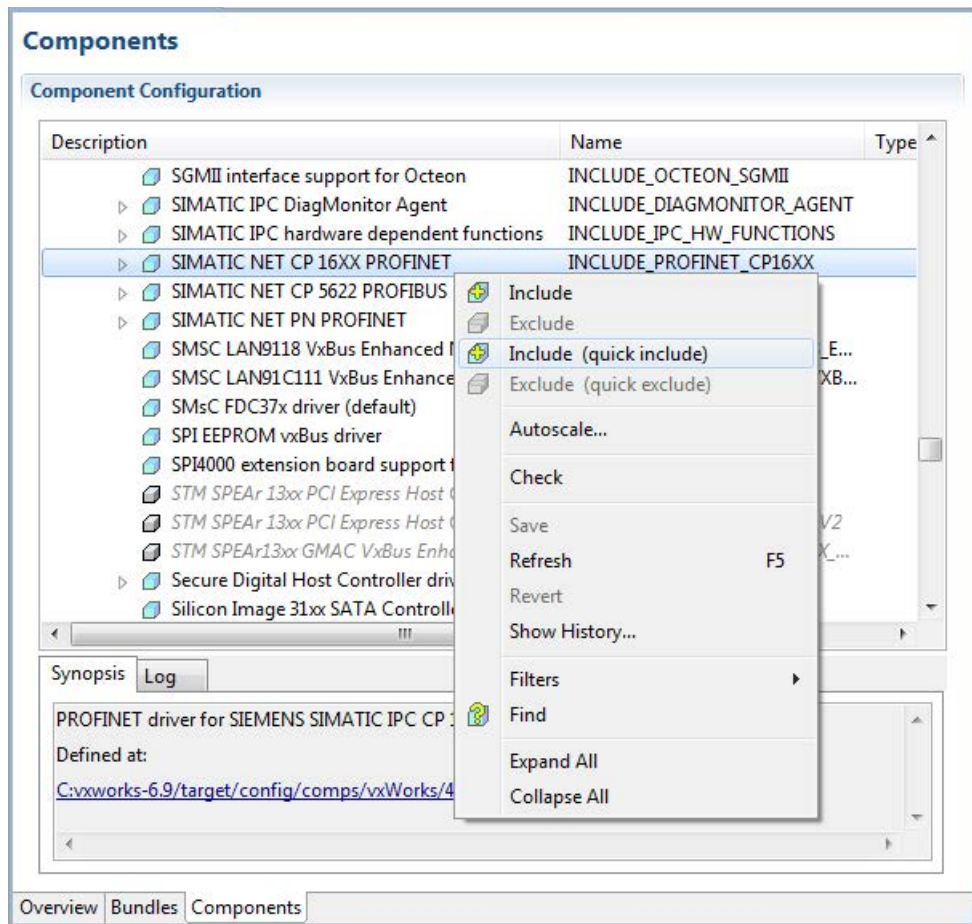 Components
Component Configuration
Description Name Type
SGMII interface support for Octeon INCLUDE_OCTEON_SGMII
SIMATIC IPC DiagMonitor Agent INCLUDE_DIAGMONITOR_AGENT
SIMATIC IPC hardware dependent functions INCLUDE_IPC_HW_FUNCTIONS
SIMATIC NET CP 16XX PROFINET INCLUDE_PROFINET_CP16XX
SIMATIC NET CP 5622 PROFIBUS
SIMATIC NET PN PROFINET
SMSC LAN9118 VxBus Enhanced _E...
SMSC LAN91C111 VxBus Enhance XB...
SMsC FDC37x driver (default)
SPI EEPROM vxBus driver
SPI4000 extension board support
STM SPEAr 13xx PCI Express Host
STM SPEAr 13xx PCI Express Host V2
STM SPEAr13xx GMAC VxBus Enha X_...
Secure Digital Host Controller driv
Silicon Image 31xx SATA Controlle
Include
Exclude
Include (quick include)
Exclude (quick exclude)
Autoscale...
Check
Save
Refresh F5
Revert
Show History...
Filters
Find
Expand All
Collapse All
Synopsis Log
PROFINET driver for SIEMENS SIMATIC IPC CP
Defined at:
C:vxworks-6.9/target/config/comps/vxWorks/4
Overview Bundles Components